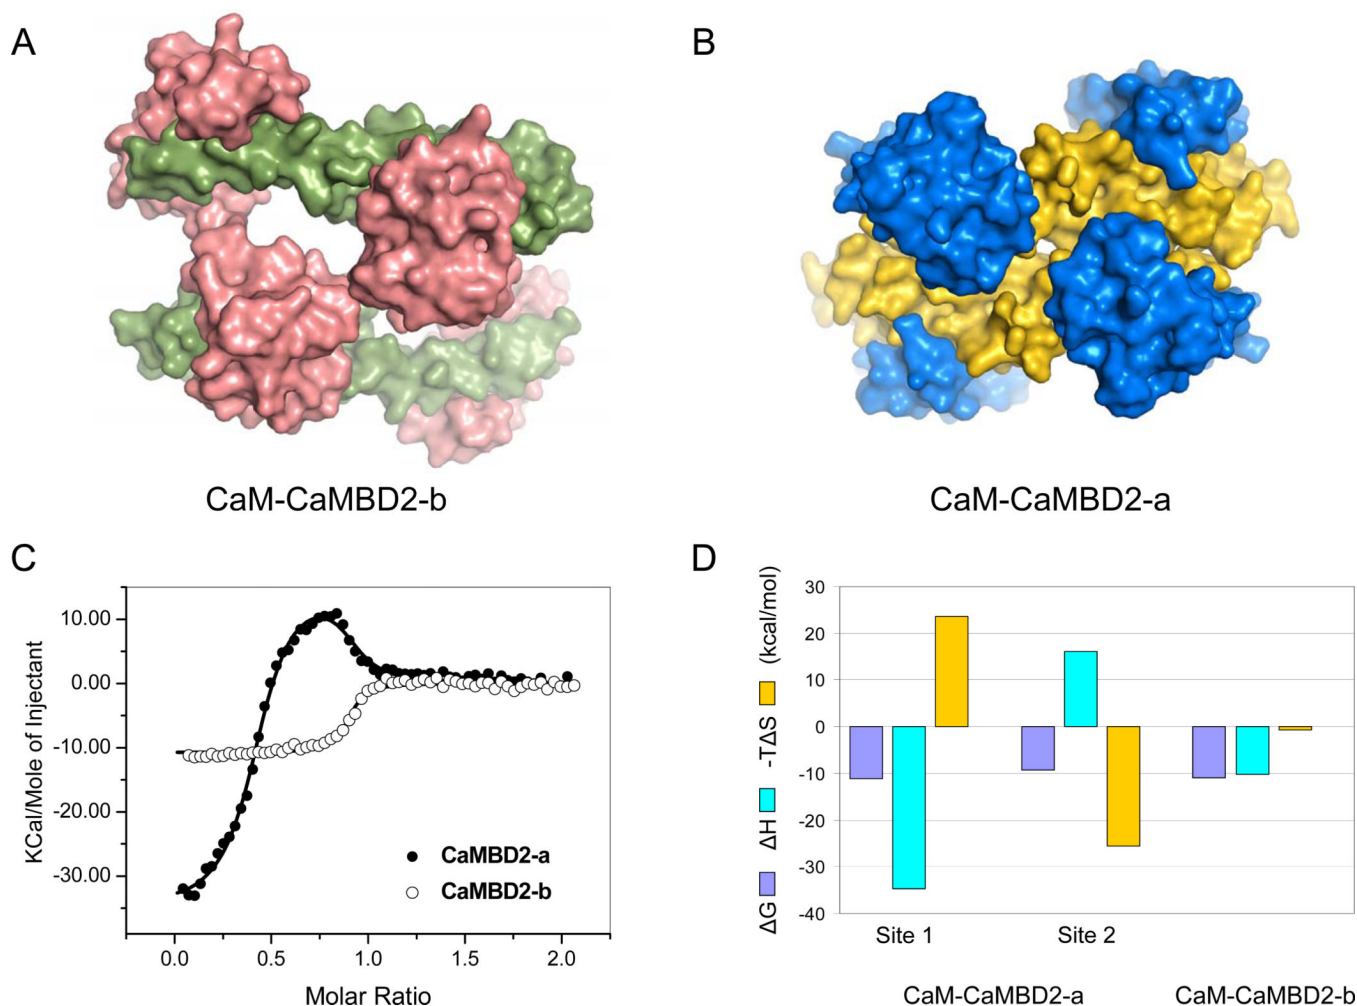 A
B
CaM-CaMBD2-b
CaM-CaMBD2-a
C
KCal/Mole of Injectant
10.00
0.00
-10.00
-20.00
-30.00
CaMBD2-a
CaMBD2-b
0.0 0.5 1.0 1.5 2.0
Molar Ratio
D
ΔG ΔH -TΔS (kcal/mol)
30
20
10
0
-10
-20
-30
-40
Site 1 Site 2
CaM-CaMBD2-a CaM-CaMBD2-b